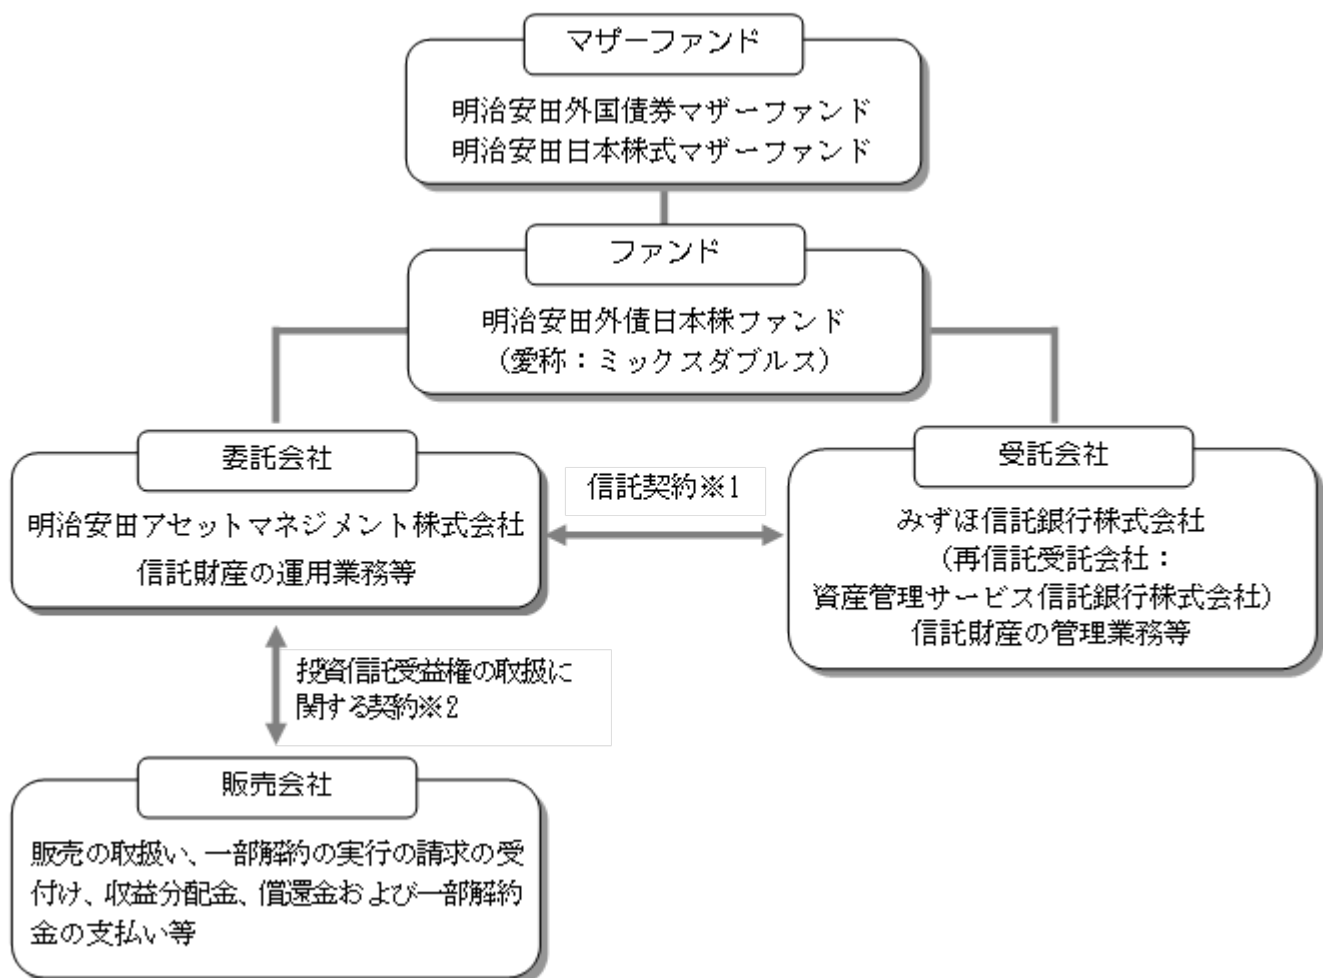 マザーファンド
明治安田外国債券マザーファンド
明治安田日本株式マザーファンド
ファンド
明治安田外債日本株ファンド
（愛称：ミックスダブルス）
委託会社
明治安田アセットマネジメント株式会社
信託財産の運用業務等
信託契約※1
受託会社
みずほ信託銀行株式会社
（再信託受託会社：
資産管理サービス信託銀行株式会社）
信託財産の管理業務等
投資信託受益権の取扱に
関する契約※2
販売会社
販売の取扱い、一部解約の実行の請求の受
付け、収益分配金、償還金および一部解約
金の支払い等